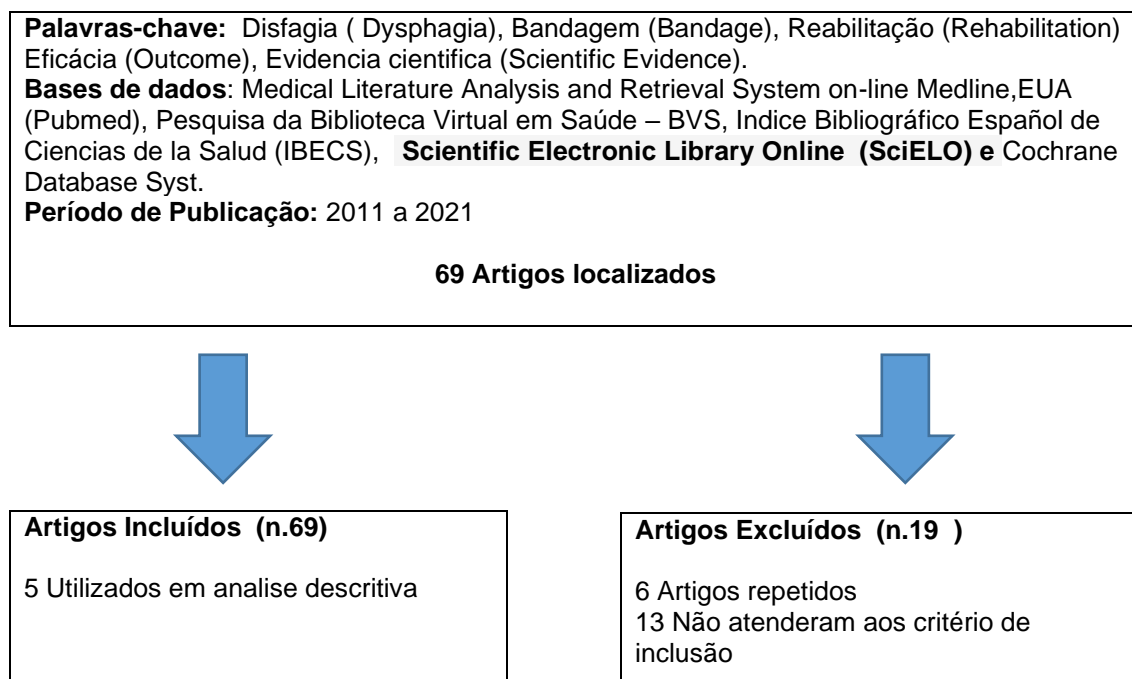 Palavras-chave: Disfagia ( Dysphagia), Bandagem (Bandage), Reabilitação (Rehabilitation)
Eficácia (Outcome), Evidencia cientifica (Scientific Evidence).
Bases de dados: Medical Literature Analysis and Retrieval System on-line Medline,EUA
(Pubmed), Pesquisa da Biblioteca Virtual em Saúde – BVS, Indice Bibliográfico Español de
Ciencias de la Salud (IBECS), Scientific Electronic Library Online (SciELO) e Cochrane
Database Syst.
Período de Publicação: 2011 a 2021
69 Artigos localizados
Artigos Incluídos (n.69)
5 Utilizados em analise descritiva
Artigos Excluídos (n.19 )
6 Artigos repetidos
13 Não atenderam aos critério de
inclusão